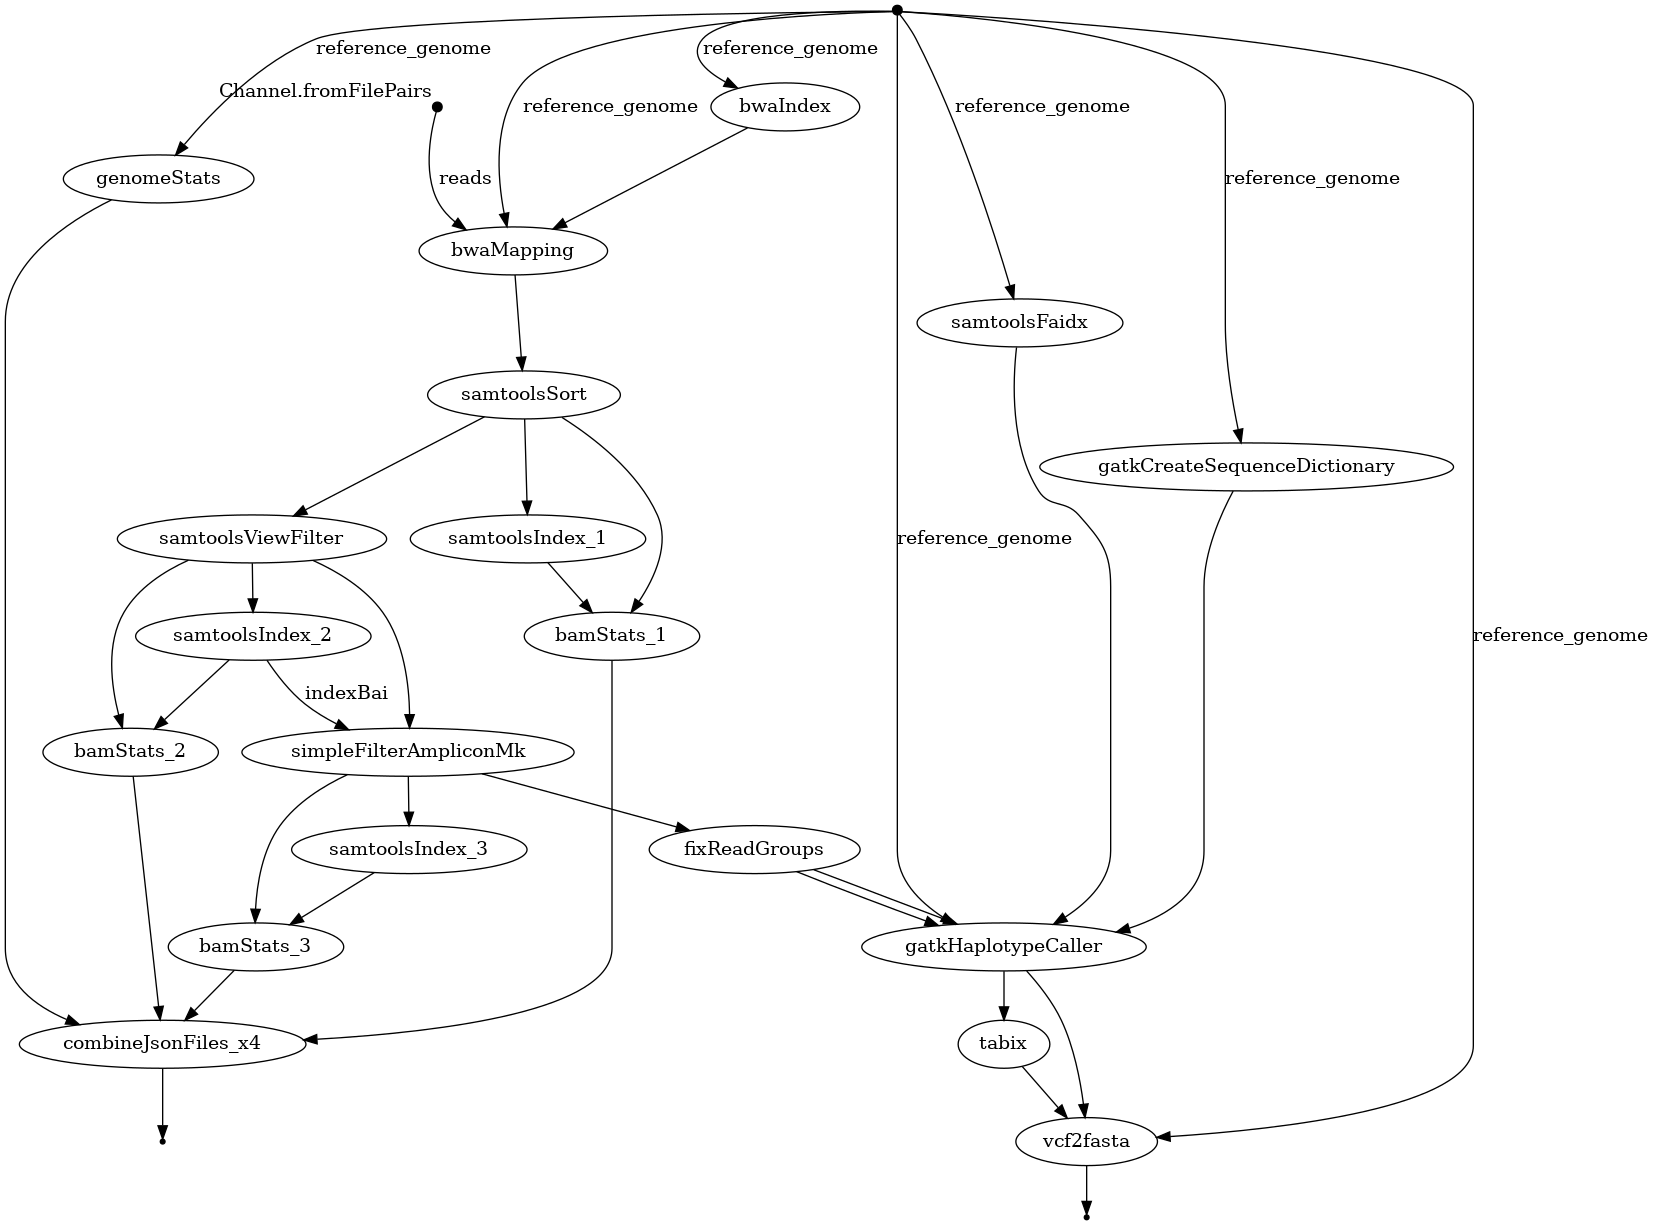 reference_genome
reference_genome
Channel.fromFilePairs
reference_genome
bwaIndex
reference_genome
genomeStats
reads
reference_genome
bwaMapping
samtoolsFaidx
samtoolsSort
gatkCreateSequenceDictionary
samtoolsViewFilter
samtoolsIndex_1
reference_genome
samtoolsIndex_2
bamStats_1
reference_genome
indexBai
bamStats_2
simpleFilterAmpliconMk
samtoolsIndex_3
fixReadGroups
bamStats_3
gatkHaplotypeCaller
combineJsonFiles_x4
tabix
vcf2fasta